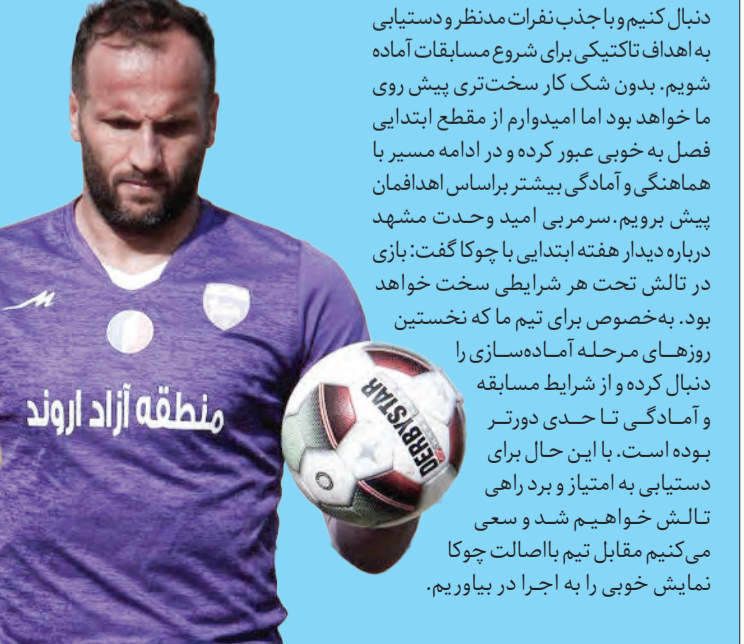 دنبال کنیم و با جذب نفرات مدنظر و دستیابی
به اهداف تاکتیکی برای شروع مسابقات آماده
شویم. بدون شک کار سخت‌تری پیش روی
ما خواهد بود اما امیدوارم از مقطع ابتدایی
فصل به خوبی عبور کرده و در ادامه مسیر با
هماهنگی و آمادگی بیشتر براساس اهدافمان
پیش برویم. سرمربی امید وحدت مشهد
درباره دیدار هفته ابتدایی با چوکا گفت: بازی
در تالش تحت هر شرایطی سخت خواهد
بود. به‌خصوص برای تیم ما که نخستین
روزهای مرحله آماده‌سازی را
دنبال کرده و از شرایط مسابقه
و آمادگی تا حدی دورتر
بوده است. با این حال برای
دستیابی به امتیاز و برد راهی
تالش خواهیم شد و سعی
می‌کنیم مقابل تیم بااصالت چوکا
نمایش خوبی را به اجرا در بیاوریم.
منطقه آزاد اروند
DERBYSTAR